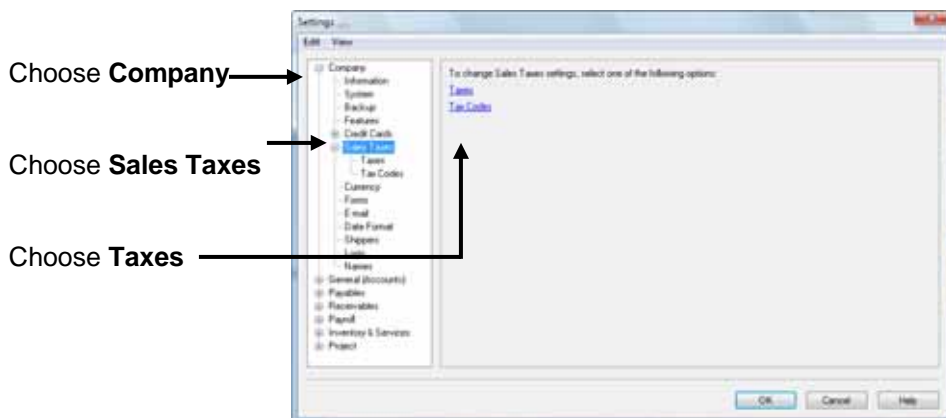 Choose Company
Choose Sales Taxes
Choose Taxes
Settings
Edit View
Company
Information
System
Backup
Features
Credit Cards
Sales Taxes
Taxes
Tax Codes
Currency
Forms
E-mail
Date Format
Shippers
Logo
Names
General (Accounts)
Payables
Receivables
Payroll
Inventory & Services
Project
To change Sales Taxes settings, select one of the following options:
Taxes
Tax Codes
OK Cancel Help